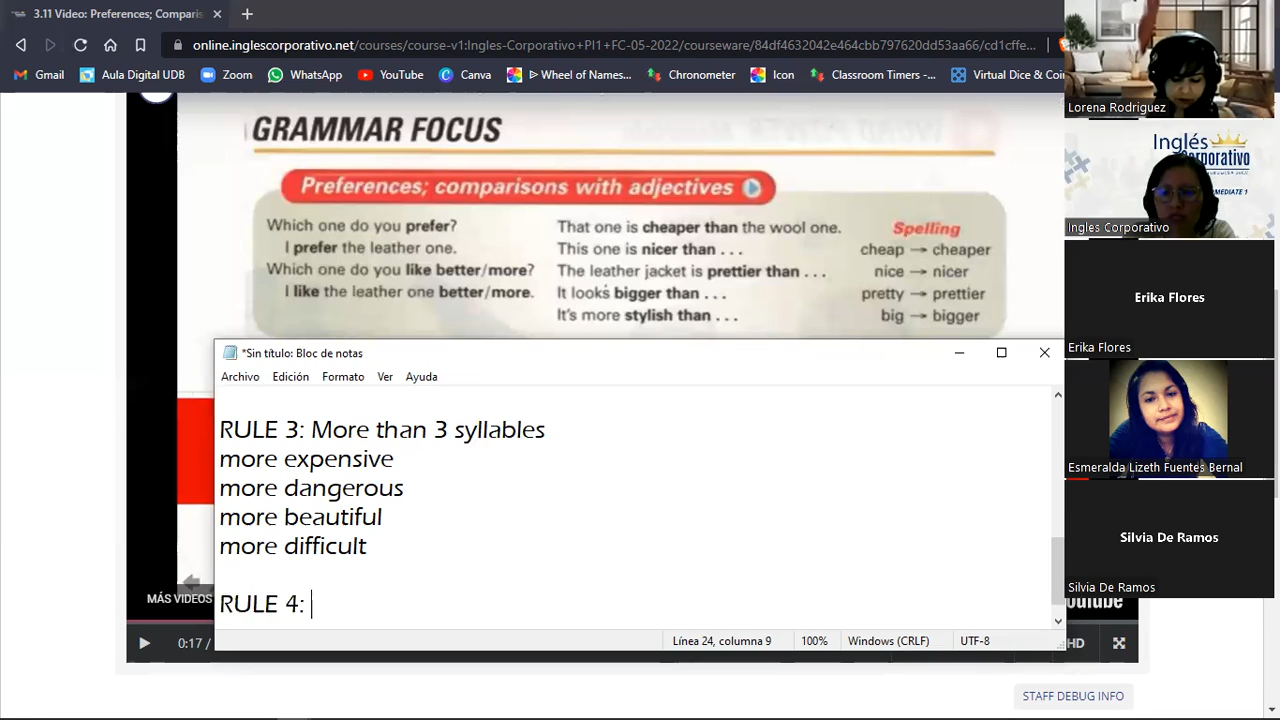 3.11 Video: Preferences; Comparis
online.inglescorporativo.net/courses/course-v1:Ingles-Corporativo+PI1+FC-05-2022/courseware/84df4632042e464cbb797620dd53aa66/cd1cffe...
Gmail Aula Digital UDB Zoom WhatsApp YouTube Canva ▷ Wheel of Names... Chronometer Icon Classroom Timers -... Virtual Dice & Coi
GRAMMAR FOCUS
Preferences; comparisons with adjectives
Which one do you prefer?
I prefer the leather one.
Which one do you like better/more?
I like the leather one better/more.
That one is cheaper than the wool one.
This one is nicer than . . .
The leather jacket is prettier than . . .
It looks bigger than . . .
It's more stylish than . . .
Spelling
cheap → cheaper
nice → nicer
pretty → prettier
big → bigger
*Sin título: Bloc de notas
Archivo Edición Formato Ver Ayuda
RULE 3: More than 3 syllables
more expensive
more dangerous
more beautiful
more difficult
RULE 4:
Línea 24, columna 9 100% Windows (CRLF) UTF-8
MÁS VIDEOS
0:17 /
HD
STAFF DEBUG INFO
Lorena Rodriguez
Inglés
Corporativo
Ingles Corporativo
Erika Flores
Erika Flores
Esmeralda Lizeth Fuentes Bernal
Silvia De Ramos
Silvia De Ramos